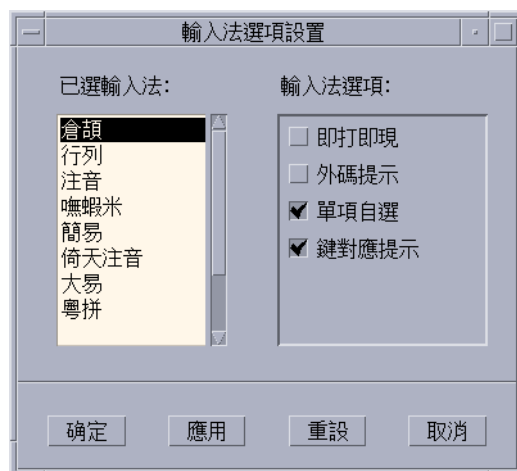 輸入法選項設置
已選輸入法:
倉頡
行列
注音
嘸蝦米
簡易
倚天注音
大易
粵拼
輸入法選項:
即打即現
外碼提示
單項自選
鍵對應提示
确定
應用
重設
取消